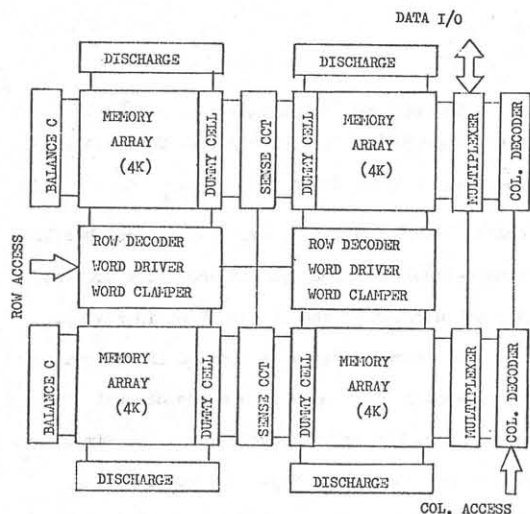 DATA I/O
DISCHARGE
DISCHARGE
BALANCE C
MEMORY
ARRAY
(4K)
DUMMY CELL
SENSE CCT
DUMMY CELL
MEMORY
ARRAY
(4K)
MULTIPLEXER
COL. DECODER
ROW ACCESS
ROW DECODER
WORD DRIVER
WORD CLAMPER
ROW DECODER
WORD DRIVER
WORD CLAMPER
BALANCE C
MEMORY
ARRAY
(4K)
DUMMY CELL
SENSE CCT
DUMMY CELL
MEMORY
ARRAY
(4K)
MULTIPLEXER
COL. DECODER
DISCHARGE
DISCHARGE
COL. ACCESS